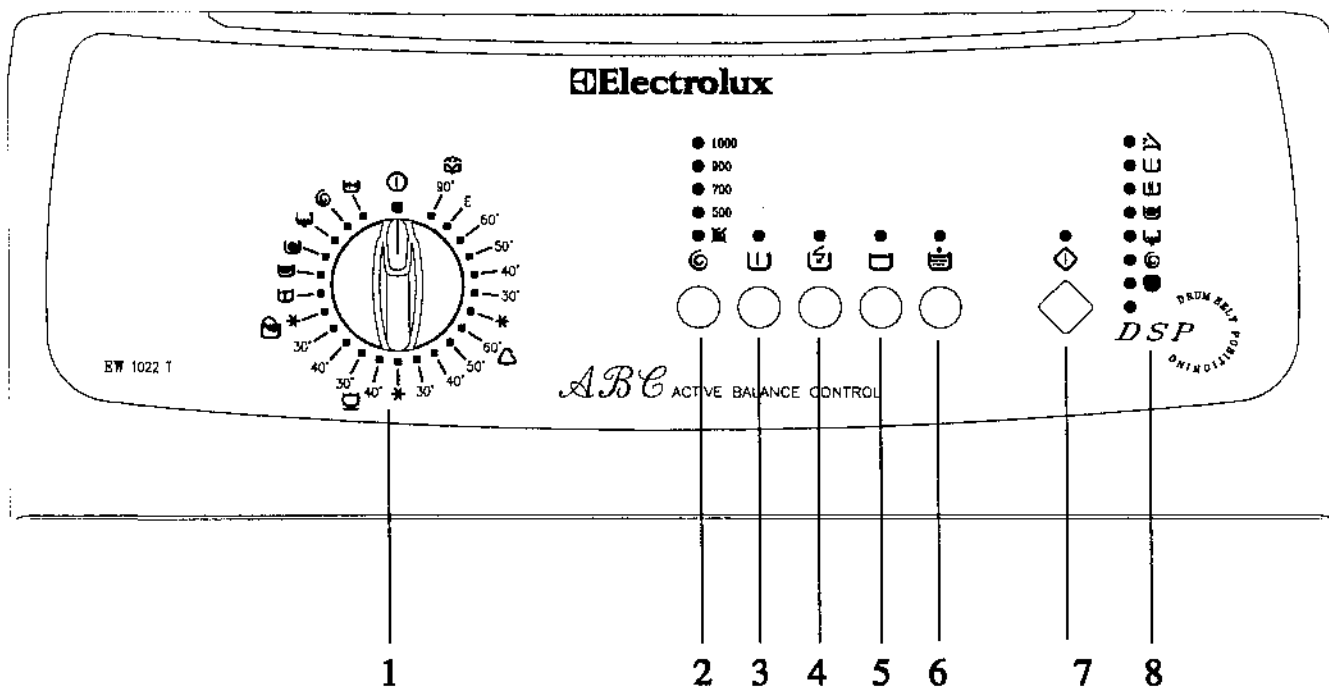 Electrolux
1000
900
700
500
90°
E
60°
50°
40°
30°
60°
50°
40°
30°
40°
30°
40°
30°
EW 1022 T
ABC ACTIVE BALANCE CONTROL
DSP
DRUM SELF POSITIONING
1 2 3 4 5 6 7 8